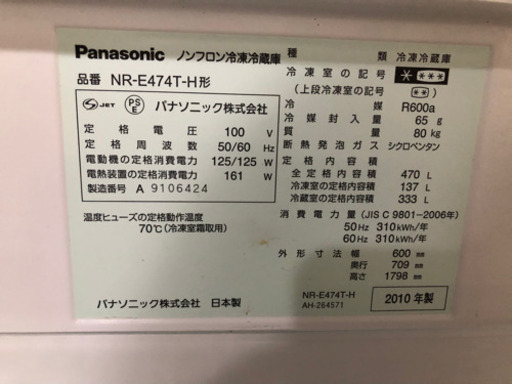 Panasonic ノンフロン冷凍冷蔵庫
品番 NR-E474T-H形
S JET PS E パナソニック株式会社
定格電圧 100 V
定格周波数 50/60 Hz
電動機の定格消費電力 125/125 W
電熱装置の定格消費電力 161 W
製造番号 A 9106424
温度ヒューズの定格動作温度
70℃(冷凍室霜取用)
パナソニック株式会社 日本製
種類 冷凍冷蔵庫
冷凍室の記号 * ***
(上段冷凍室の記号) **
冷媒 R600a
冷媒封入量 65 g
質量 80 kg
断熱発泡ガス シクロペンタン
定格内容積
全定格内容積 470 L
冷凍室の定格内容積 137 L
冷蔵室の定格内容積 333 L
消費電力量 (JIS C 9801-2006年)
50Hz 310kWh/年
60Hz 310kWh/年
外形寸法 幅 600 mm
奥行 709 mm
高さ 1798 mm
NR-E474T-H
AH-264571
2010年製